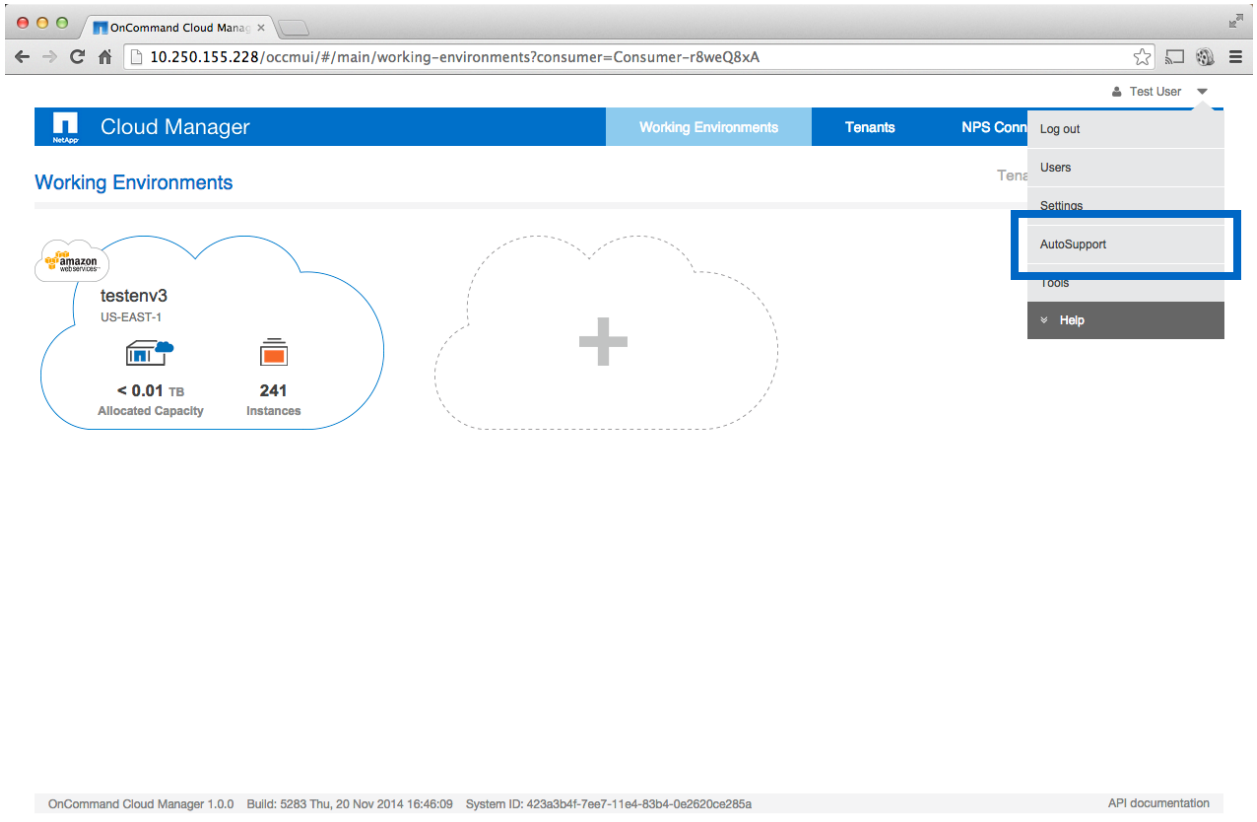 OnCommand Cloud Manag
10.250.155.228/occmui/#/main/working-environments?consumer=Consumer-r8weQ8xA
Test User
NetApp
Cloud Manager
Working Environments
Tenants
NPS Conn
Log out
Users
Settings
AutoSupport
Tools
Help
Working Environments
Tena
amazon
webservices
testenv3
US-EAST-1
< 0.01 TB
Allocated Capacity
241
Instances
OnCommand Cloud Manager 1.0.0 Build: 5283 Thu, 20 Nov 2014 16:46:09 System ID: 423a3b4f-7ee7-11e4-83b4-0e2620ce285a
API documentation